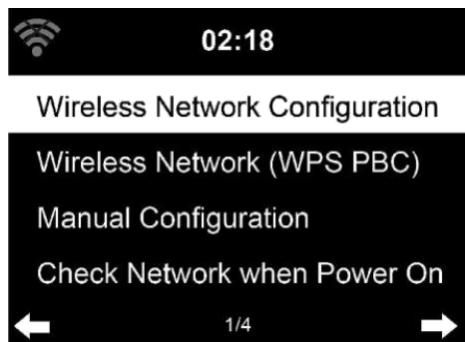 02:18
Wireless Network Configuration
Wireless Network (WPS PBC)
Manual Configuration
Check Network when Power On
1/4